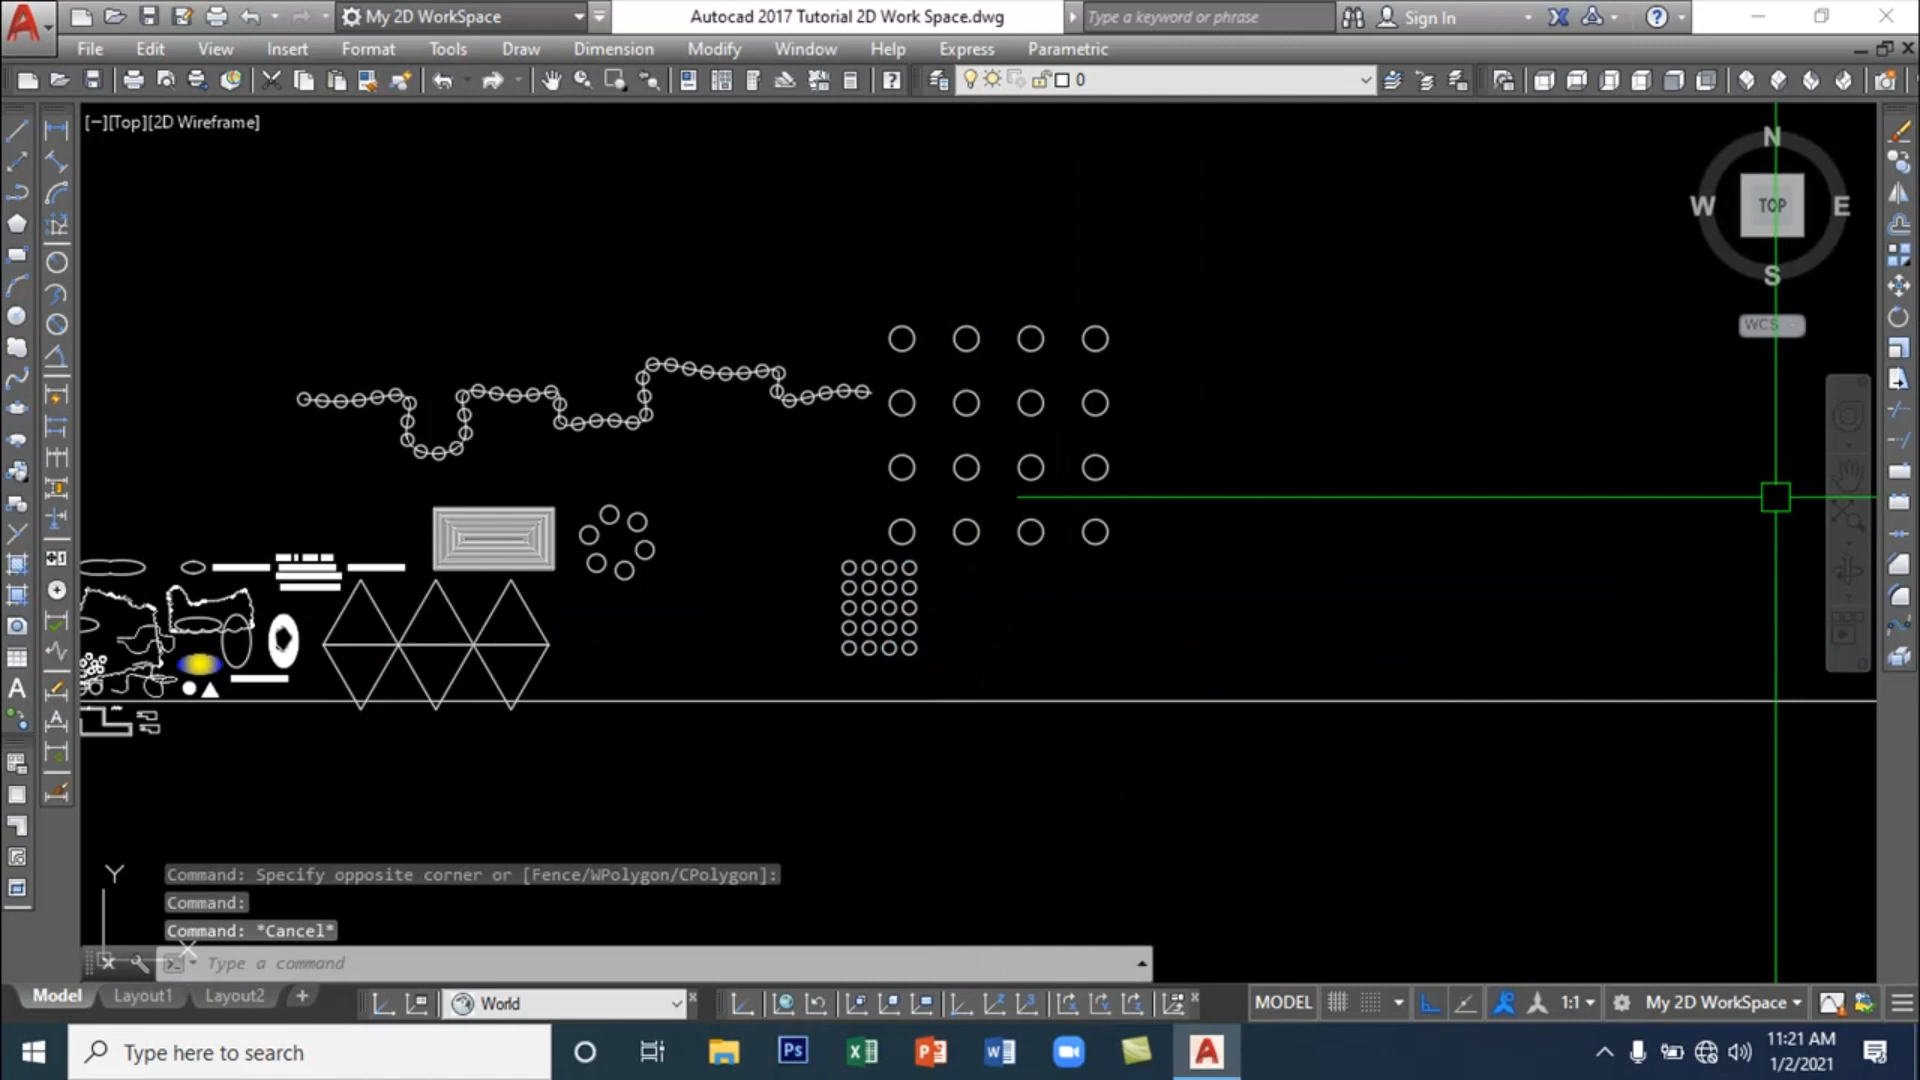 My 2D WorkSpace
Autocad 2017 Tutorial 2D Work Space.dwg
Type a keyword or phrase
Sign In
File Edit View Insert Format Tools Draw Dimension Modify Window Help Express Parametric
0
[−][Top][2D Wireframe]
N
W TOP E
S
WCS
A
A
Y
Command: Specify opposite corner or [Fence/WPolygon/CPolygon]:
Command:
Command: *Cancel*
X
Type a command
Model Layout1 Layout2 + World MODEL 1:1 My 2D WorkSpace
Type here to search
Ps
11:21 AM
1/2/2021